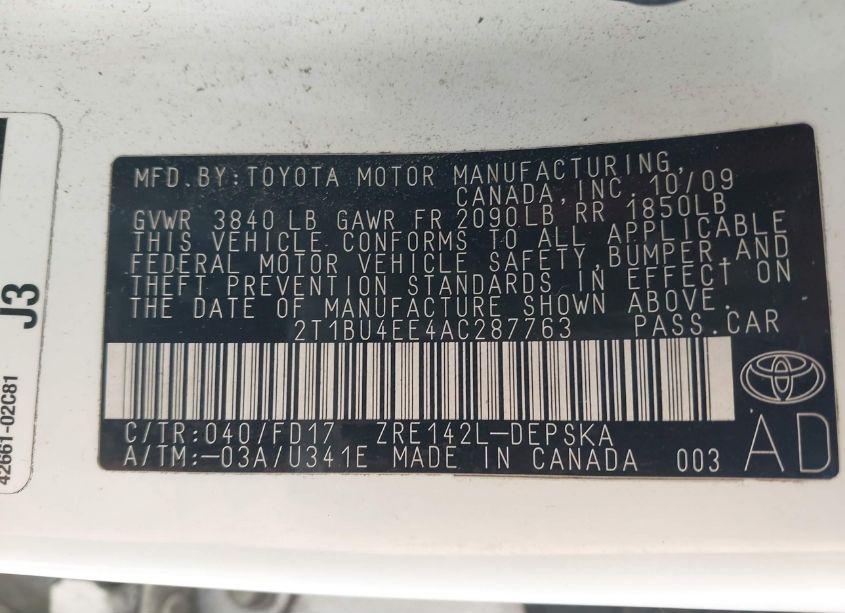 MFD.BY:TOYOTA MOTOR MANUFACTURING,
CANADA,INC.10/09
GVWR 3840 LB GAWR FR 2090LB RR 1850LB
THIS VEHICLE CONFORMS TO ALL APPLICABLE
FEDERAL MOTOR VEHICLE SAFETY,BUMPER,AND
THEFT PREVENTION STANDARDS IN EFFECT ON
THE DATE OF MANUFACTURE SHOWN ABOVE.
2T1BU4EE4AC287763 PASS.CAR
C/TR:040/FD17 ZRE142L-DEPSKA
A/TM:-03A/U341E MADE IN CANADA 003
AD
J3
42661-02C81